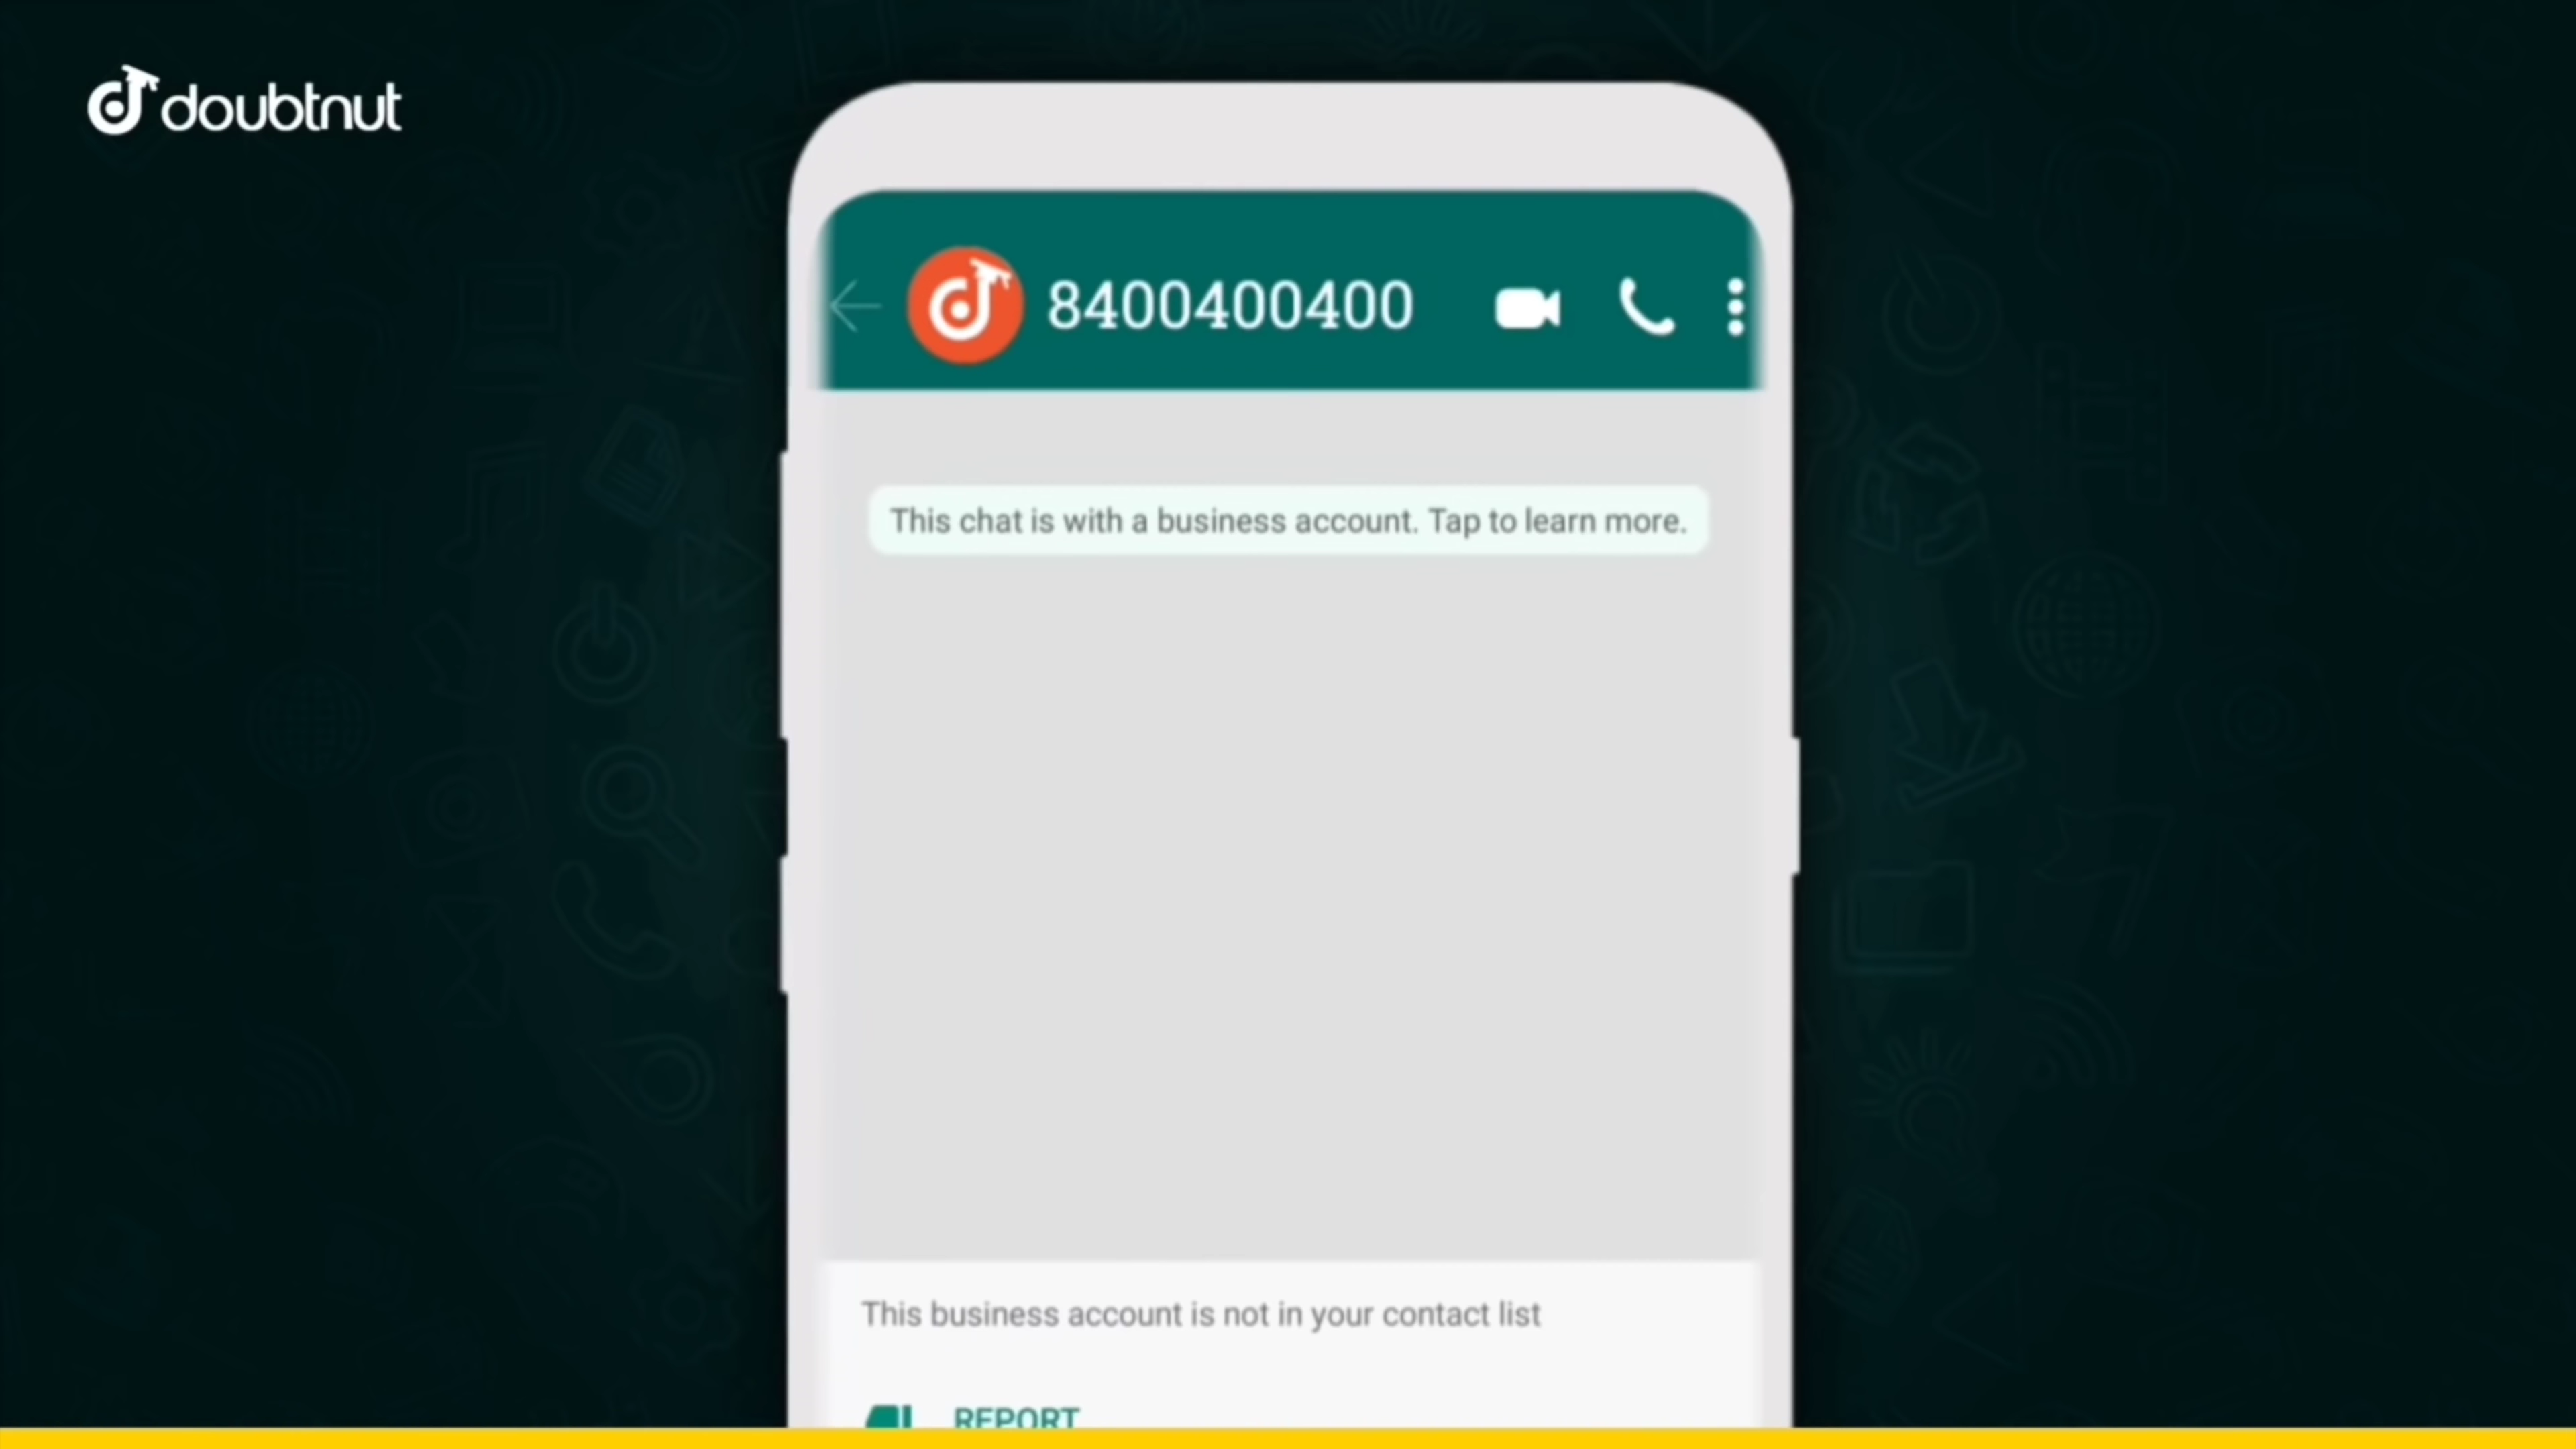 doubtnut
8400400400
This chat is with a business account. Tap to learn more.
This business account is not in your contact list
REPORT